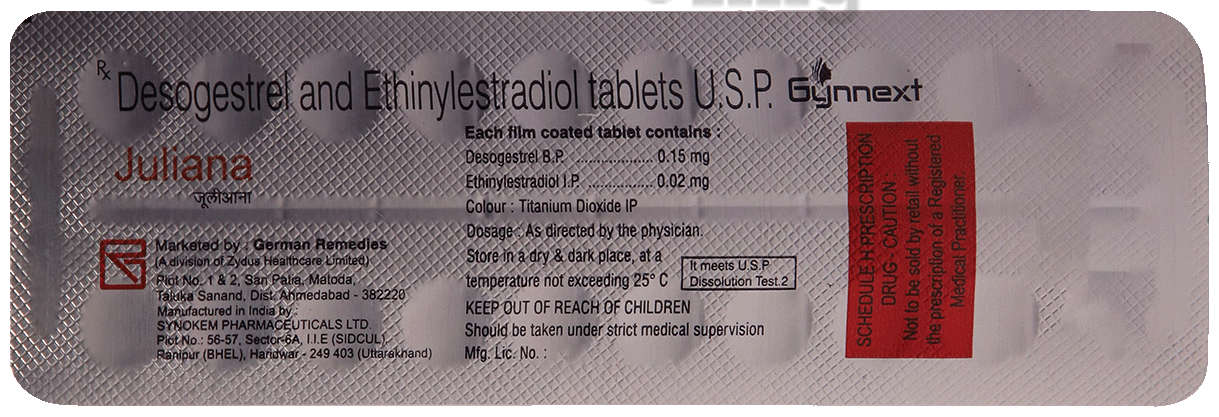 Rx Desogestrel and Ethinylestradiol tablets U.S.P. Gynnext
Juliana
जूलीआना
Marketed by : German Remedies
(A division of Zydus Healthcare Limited)
Plot No. 1 & 2, Sari Patia, Matoda,
Taluka Sanand, Dist. Ahmedabad - 382220
Manufactured in India by :
SYNOKEM PHARMACEUTICALS LTD.
Plot No.: 56-57, Sector-6A, I.I.E (SIDCUL),
Ranipur (BHEL), Haridwar - 249 403 (Uttarakhand)
Each film coated tablet contains :
Desogestrel B.P. .................. 0.15 mg
Ethinylestradiol I.P. ............... 0.02 mg
Colour : Titanium Dioxide IP
Dosage : As directed by the physician.
Store in a dry & dark place, at a
temperature not exceeding 25° C
KEEP OUT OF REACH OF CHILDREN
Should be taken under strict medical supervision
Mfg. Lic. No. :
It meets U.S.P
Dissolution Test.2
SCHEDULE H PRESCRIPTION
DRUG - CAUTION
Not to be sold by retail without
the prescription of a Registered
Medical Practitioner.